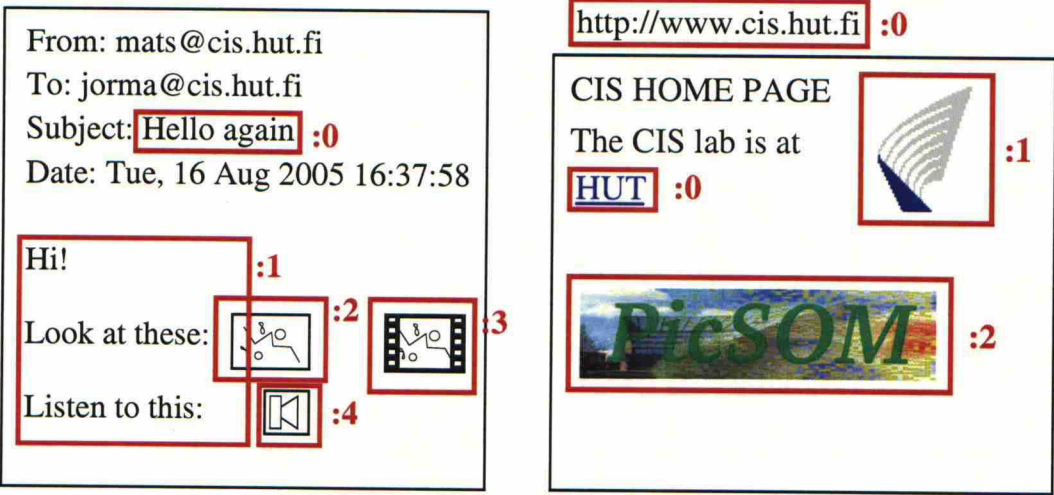 From: mats@cis.hut.fi
To: jorma@cis.hut.fi
Subject: Hello again :0
Date: Tue, 16 Aug 2005 16:37:58
Hi!
:1
Look at these: :2 :3
Listen to this: :4
http://www.cis.hut.fi :0
CIS HOME PAGE
The CIS lab is at :1
HUT :0
PicSOM :2